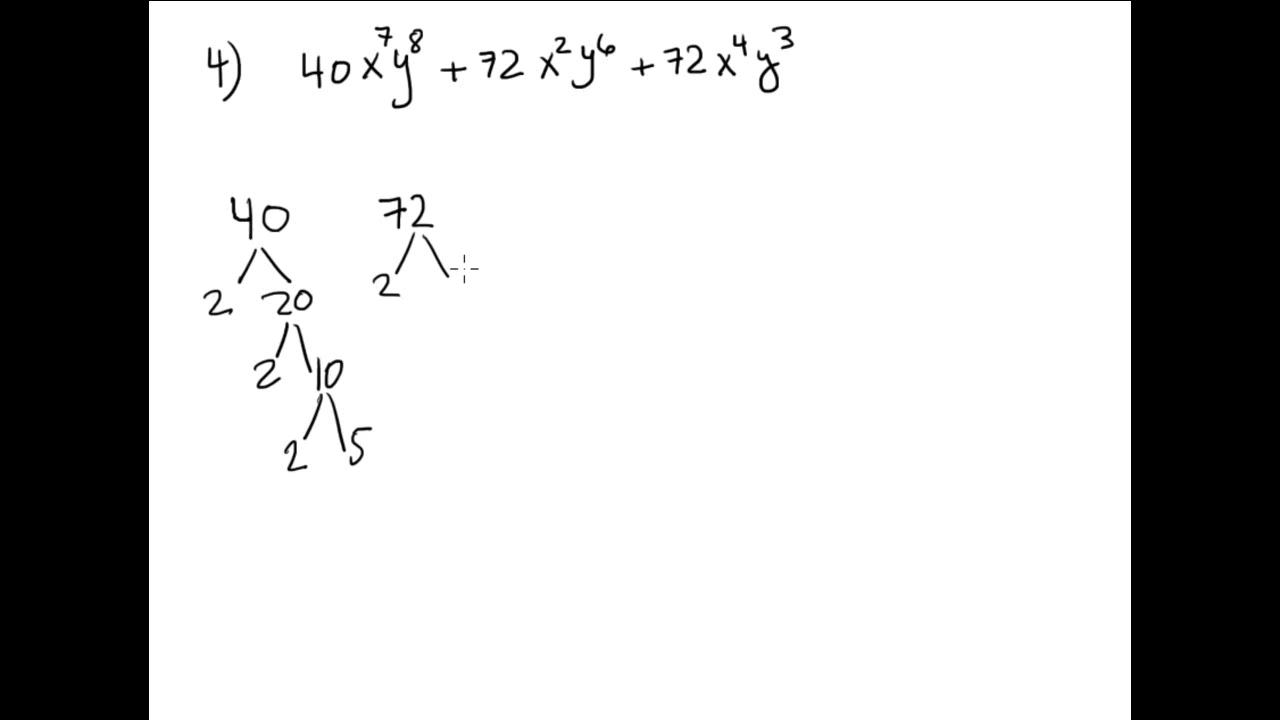 4) 40x⁷y⁸ + 72x²y⁶ + 72x⁴y³
40 72
2 20 2
2 10
2 5